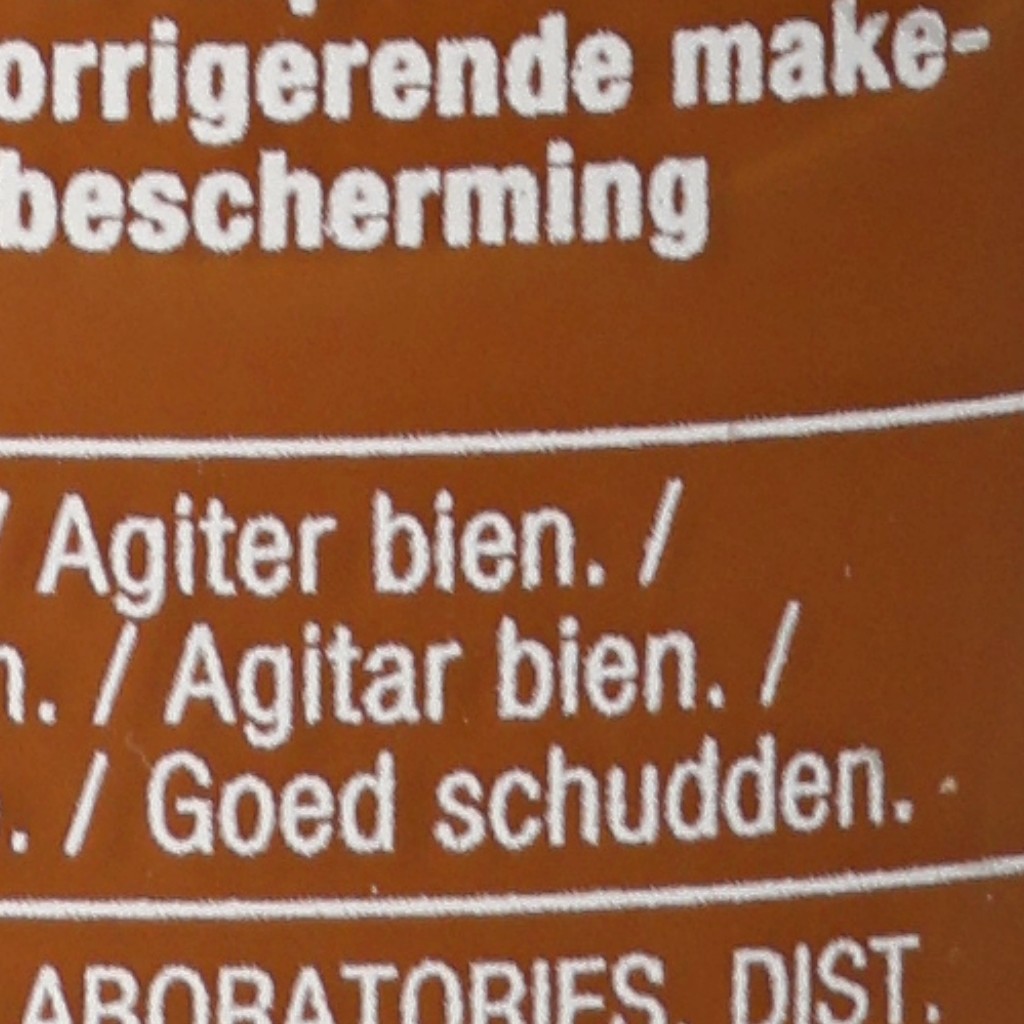 orrigerende make-
bescherming
/ Agiter bien. /
n. / Agitar bien. /
. / Goed schudden.
ABORATORIES, DIST.